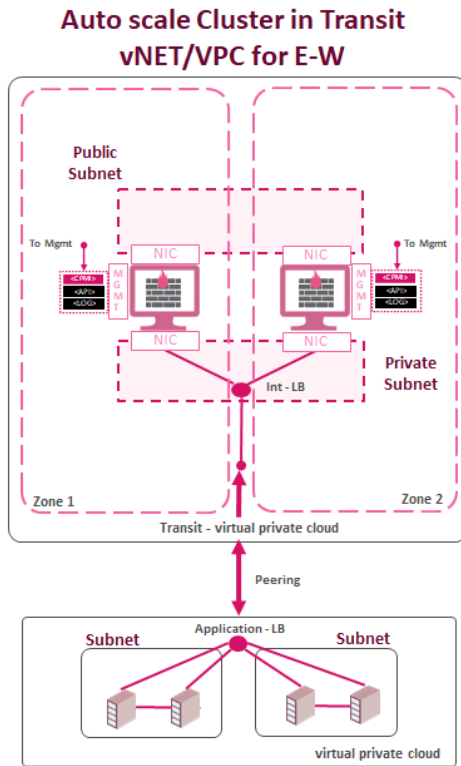 Auto scale Cluster in Transit
vNET/VPC for E-W
Public
Subnet
To Mgmt
To Mgmt
NIC
NIC
<CPMI>
<API>
<LOG>
MGMT
MGMT
<CPMI>
<API>
<LOG>
NIC
NIC
Int - LB
Private
Subnet
Zone 1
Zone 2
Transit - virtual private cloud
Peering
Application - LB
Subnet
Subnet
virtual private cloud